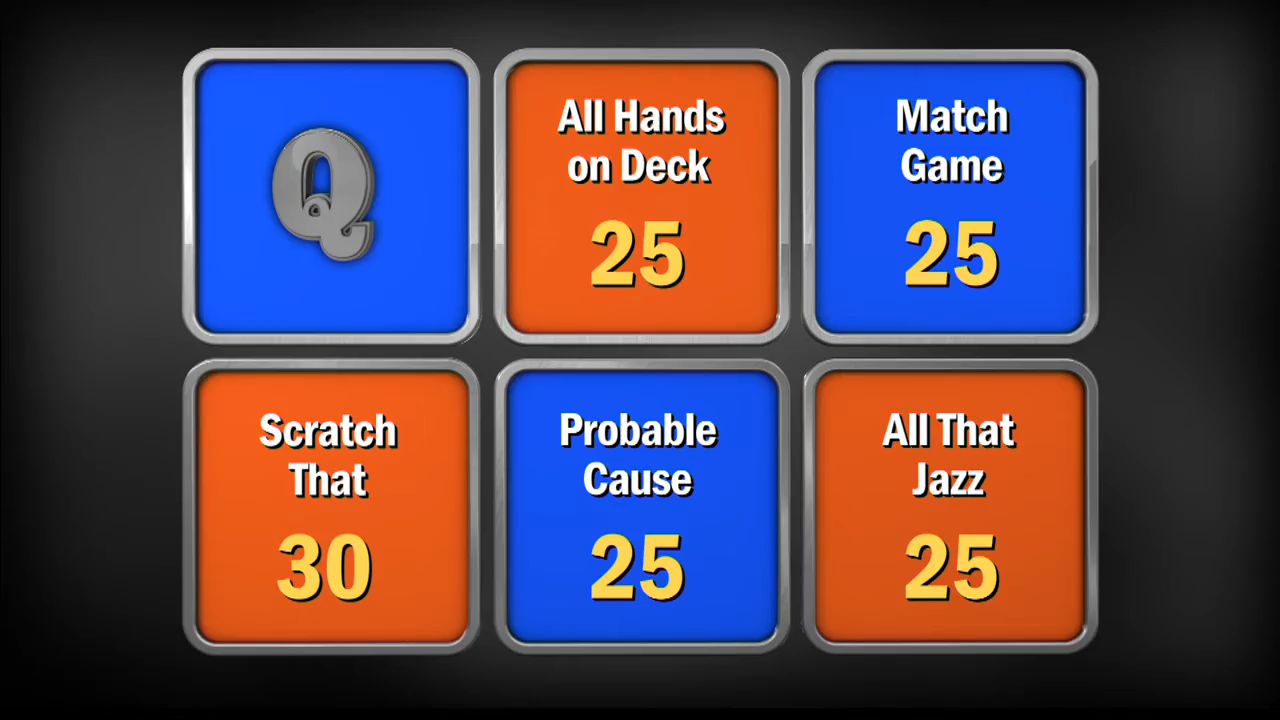 Q
All Hands
on Deck
25
Match
Game
25
Scratch
That
30
Probable
Cause
25
All That
Jazz
25